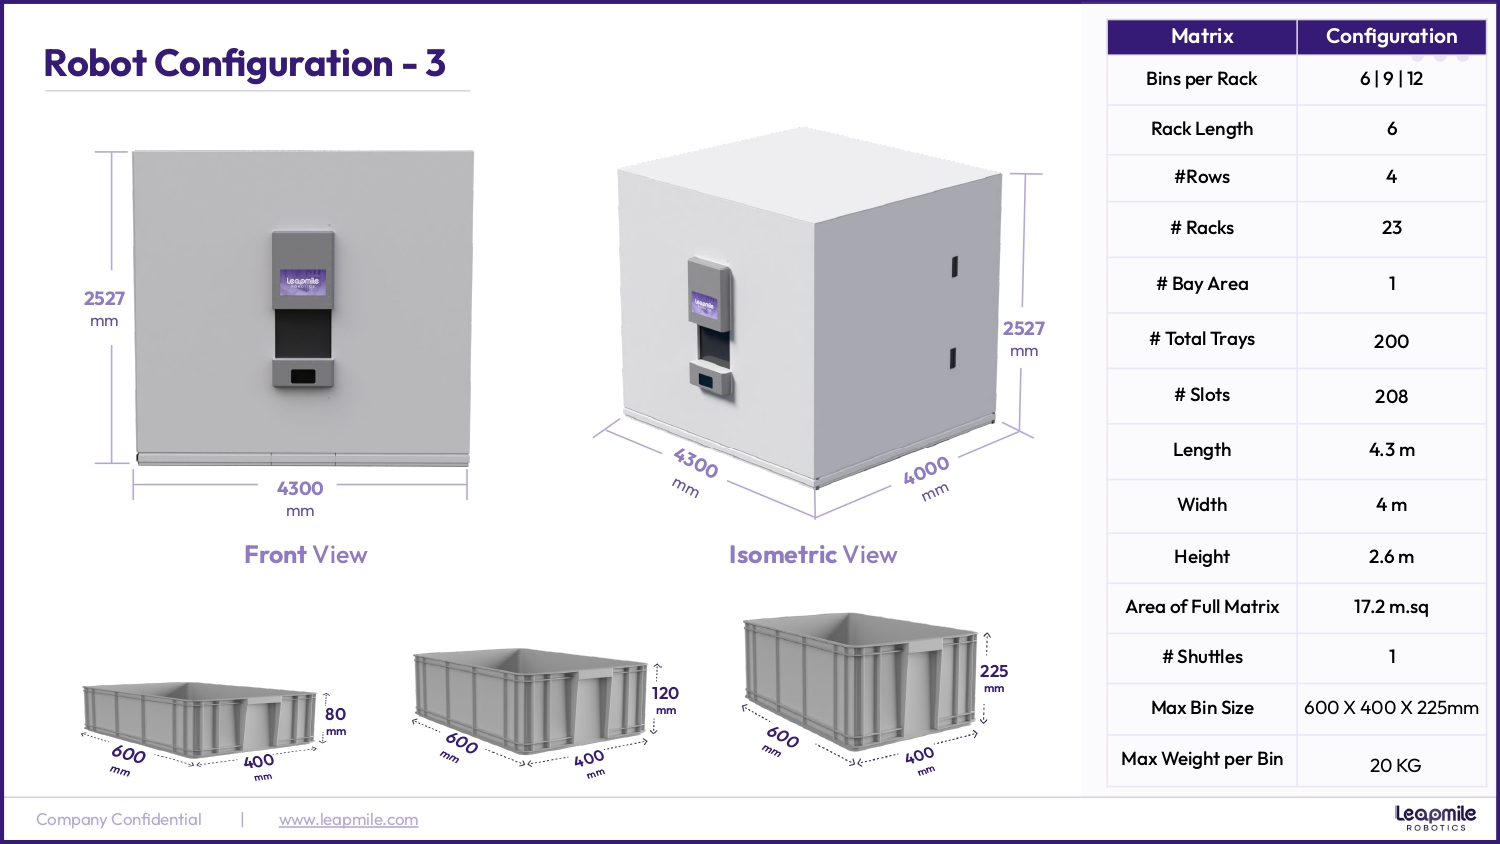 Robot Configuration - 3
2527
mm
4300
mm
Leapmile
ROBOTICS
Front View
2527
mm
4300
mm
4000
mm
Leapmile
Isometric View
80
mm
600
mm
400
mm
120
mm
600
mm
400
mm
225
mm
600
mm
400
mm
Matrix Configuration
Bins per Rack 6 | 9 | 12
Rack Length 6
#Rows 4
# Racks 23
# Bay Area 1
# Total Trays 200
# Slots 208
Length 4.3 m
Width 4 m
Height 2.6 m
Area of Full Matrix 17.2 m.sq
# Shuttles 1
Max Bin Size 600 X 400 X 225mm
Max Weight per Bin 20 KG
Company Confidential | www.leapmile.com
Leapmile
ROBOTICS